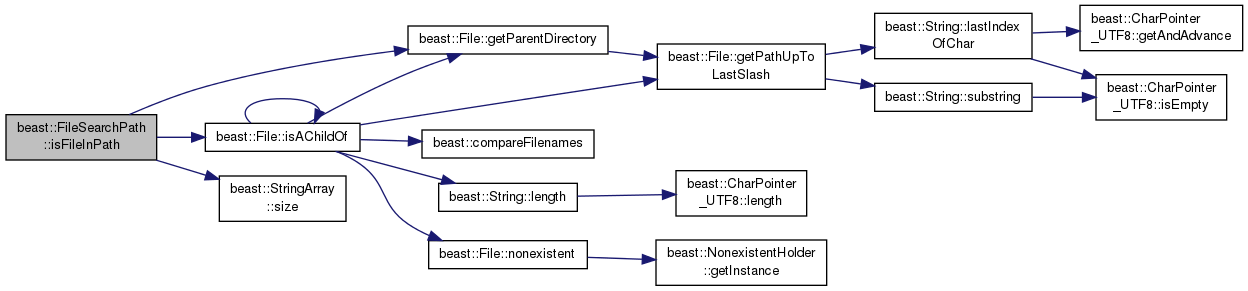 beast::FileSearchPath
::isFileInPath
beast::File::getParentDirectory
beast::File::isAChildOf
beast::StringArray
::size
beast::File::getPathUpTo
LastSlash
beast::compareFilenames
beast::String::length
beast::File::nonexistent
beast::String::lastIndex
OfChar
beast::String::substring
beast::CharPointer
_UTF8::getAndAdvance
beast::CharPointer
_UTF8::isEmpty
beast::CharPointer
_UTF8::length
beast::NonexistentHolder
::getInstance